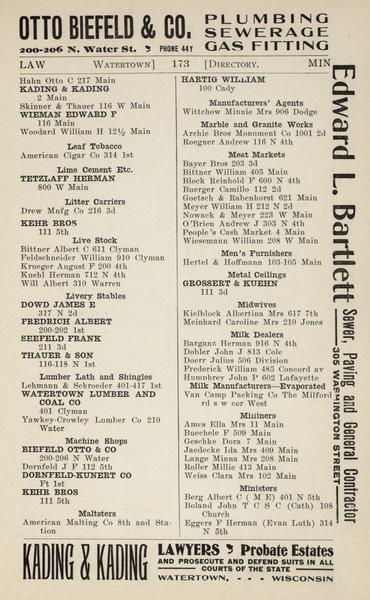 OTTO BIEFELD & CO.
200-206 N. Water St. PHONE 44Y
PLUMBING
SEWERAGE
GAS FITTING
LAW WATERTOWN] 173 [DIRECTORY. MIN
Hahn Otto C 217 Main
KADING & KADING
2 Main
Skinner & Thauer 116 W Main
WIEMAN EDWARD F
116 Main
Woodard William H 12½ Main
Leaf Tobacco
American Cigar Co 314 1st
Lime Cement Etc.
TETZLAFF HERMAN
800 W Main
Litter Carriers
Drew Mnfg Co 216 3d
KEHR BROS
111 5th
Live Stock
Bittner Albert C 611 Clyman
Feldschneider William 910 Clyman
Krueger August F 200 4th
Kuehl Herman 712 N 4th
Will Albert 310 Warren
Livery Stables
DOWD JAMES E
317 N 2d
FREDRICH ALBERT
200-202 1st
SEEFELD FRANK
211 3d
THAUER & SON
116-118 N 1st
Lumber Lath and Shingles
Lehmann & Schroeder 401-417 1st
WATERTOWN LUMBER AND
COAL CO
401 Clyman
Yawkey-Crowley Lumber Co 210
Water
Machine Shops
BIEFELD OTTO & CO
200-206 N Water
Dornfeld J F 112 5th
DORNFELD-KUNERT CO
Ft 1st
KEHR BROS
111 5th
Maltsters
American Malting Co 8th and Sta-
tion
HARTIG WILLIAM
100 Cady
Manufacturers' Agents
Wittchow Minnie Mrs 906 Dodge
Marble and Granite Works
Archie Bros Monument Co 1001 2d
Roegner Andrew 116 N 4th
Meat Markets
Bayer Bros 203 3d
Bittner William 405 Main
Block Reinhold F 600 N 4th
Buerger Camillo 112 2d
Goetsch & Rabenhorst 621 Main
Meyer William H 212 N 2d
Nowack & Meyer 223 W Main
O'Brien Andrew J 303 N 4th
People's Cash Market 4 Main
Wiesemann William 208 W Main
Men's Furnishers
Hertel & Hoffmann 103-105 Main
Metal Ceilings
GROSSERT & KUEHN
111 3d
Midwives
Kielblock Albertina Mrs 617 7th
Meinhard Caroline Mrs 210 Jones
Milk Dealers
Barganz Herman 916 N 4th
Dobler John J 813 Cole
Doerr Julius 506 Division
Frederick William 485 Concord av
Humphrey John P 602 Lafayette
Milk Manufacturers—Evaporated
Van Camp Packing Co The Milford
rd s w cor West
Milliners
Ames Ella Mrs 11 Main
Buechele F 509 Main
Geschke Dora 7 Main
Jaedecke Ida Mrs 409 Main
Lange Minna Mrs 208 Main
Roller Millie 413 Main
Weiss Clara Mrs 102 Main
Ministers
Berg Albert C ( M E) 401 N 5th
Boland John T C S C (Cath) 108
Church
Eggers F Herman (Evan Luth) 314
N 5th
Edward L. Bartlett Sewer, Paving and General Contractor
305 WASHINGTON STREET
KADING & KADING
LAWYERS Probate Estates
AND PROSECUTE AND DEFEND SUITS IN ALL
COURTS OF THE STATE
WATERTOWN, - - - WISCONSIN